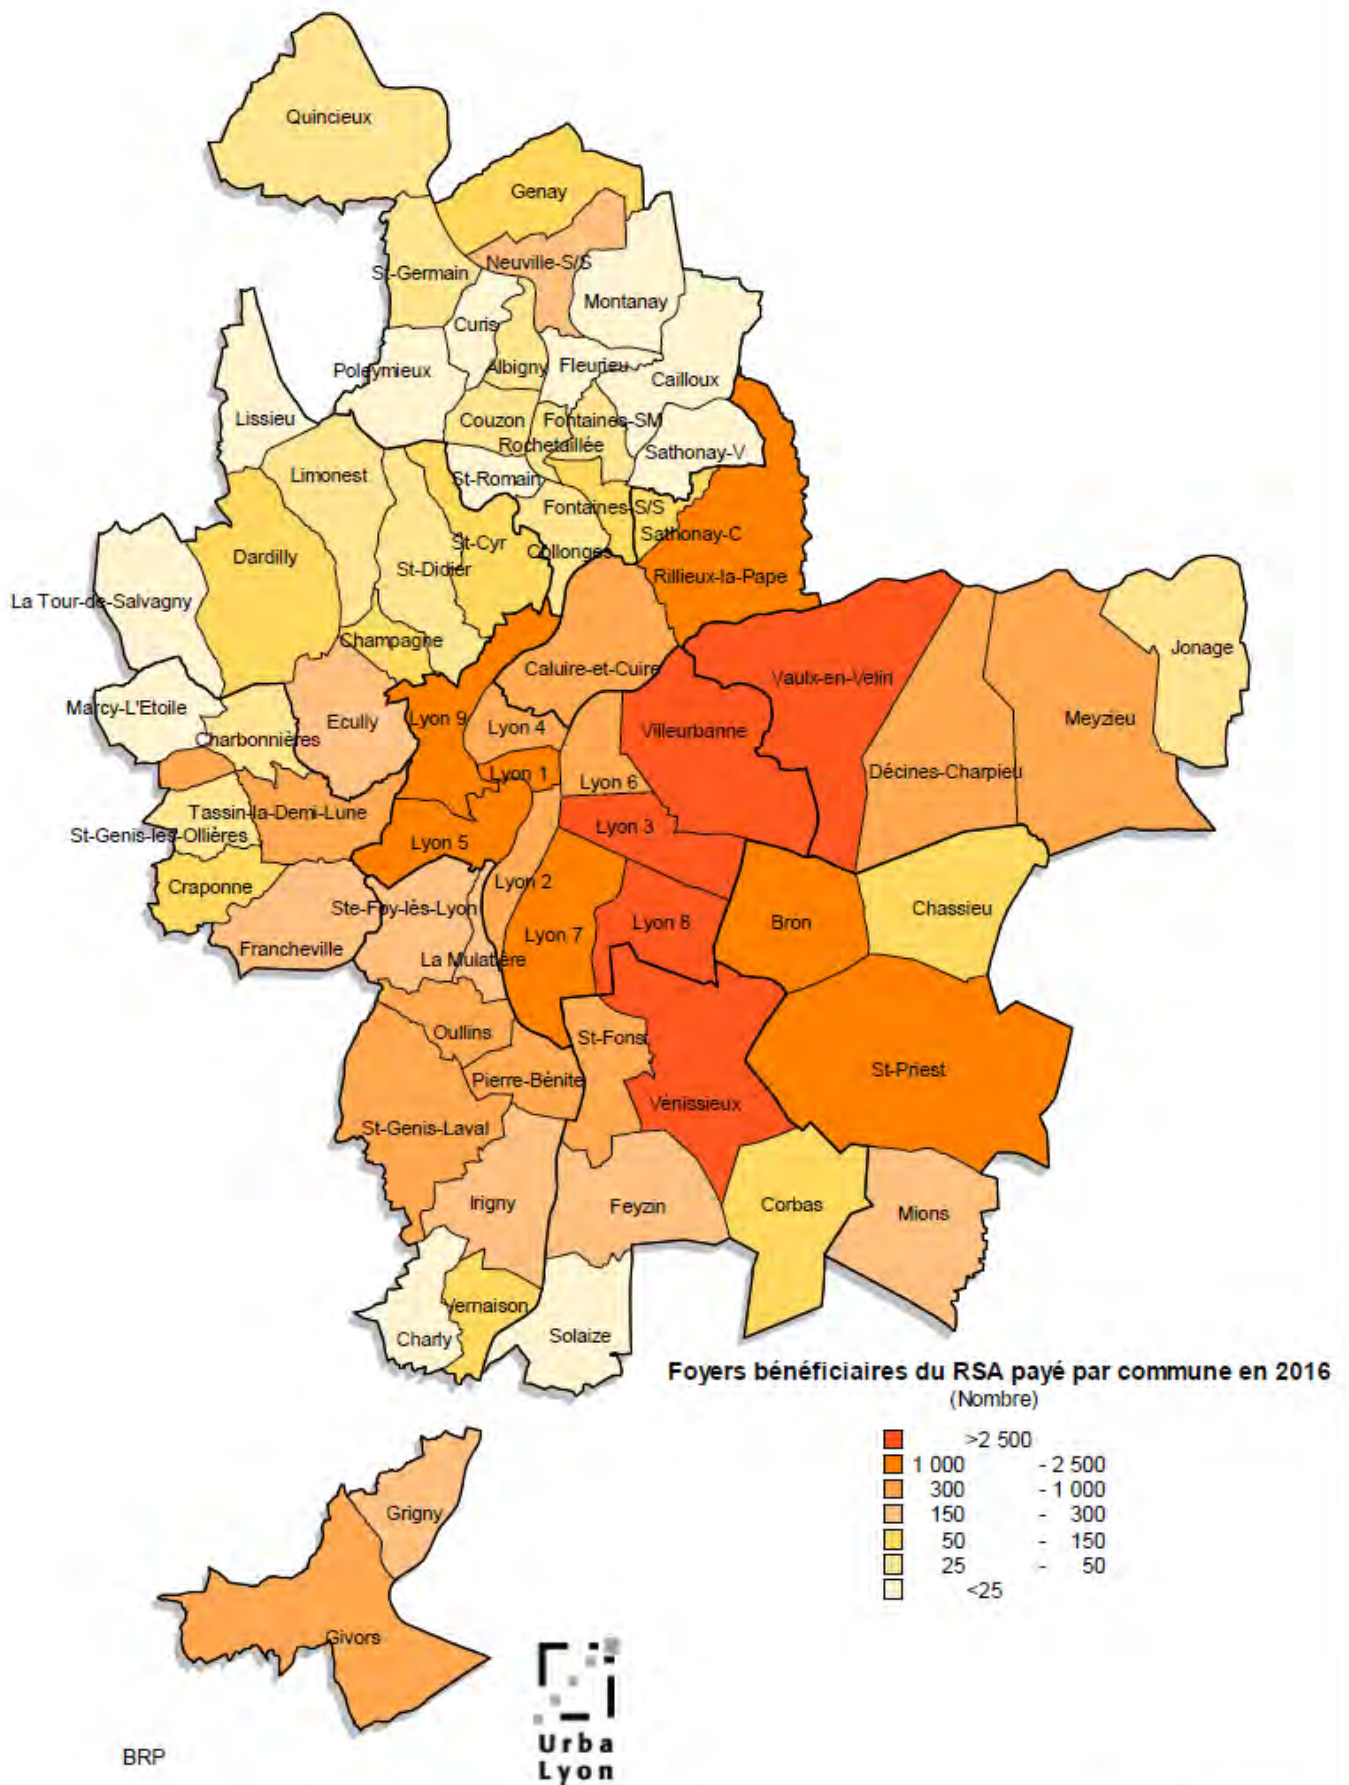 Quincieux
Genay
Neuville-S/S
St-Germain
Montanay
Curis
Albigny
Fleurieu
Poleymieux
Cailloux
Lissieu
Couzon
Fontaines-SM
Rochetaillée
Sathonay-V
Limonest
St-Romain
Fontaines-S/S
Sathonay-C
St-Cyr
Collonges
Dardilly
St-Didier
Rillieux-la-Pape
La Tour-de-Salvagny
Champagne
Jonage
Caluire-et-Cuire
Vaulx-en-Velin
Marcy-L'Etoile
Ecully
Lyon 9
Lyon 4
Villeurbanne
Meyzieu
Charbonnières
Lyon 1
Lyon 6
Décines-Charpieu
Tassin-la-Demi-Lune
Lyon 3
St-Genis-les-Ollières
Lyon 5
Craponne
Lyon 2
Ste-Foy-lès-Lyon
Chassieu
Lyon 8
Bron
Francheville
Lyon 7
La Mulatière
Oullins
St-Fons
St-Priest
Pierre-Bénite
Vénissieux
St-Genis-Laval
Irigny
Feyzin
Corbas
Mions
Vernaison
Charly
Solaize
Foyers bénéficiaires du RSA payé par commune en 2016
(Nombre)
>2 500
1 000 - 2 500
300 - 1 000
150 - 300
50 - 150
25 - 50
<25
Grigny
Givors
Urba
Lyon
BRP